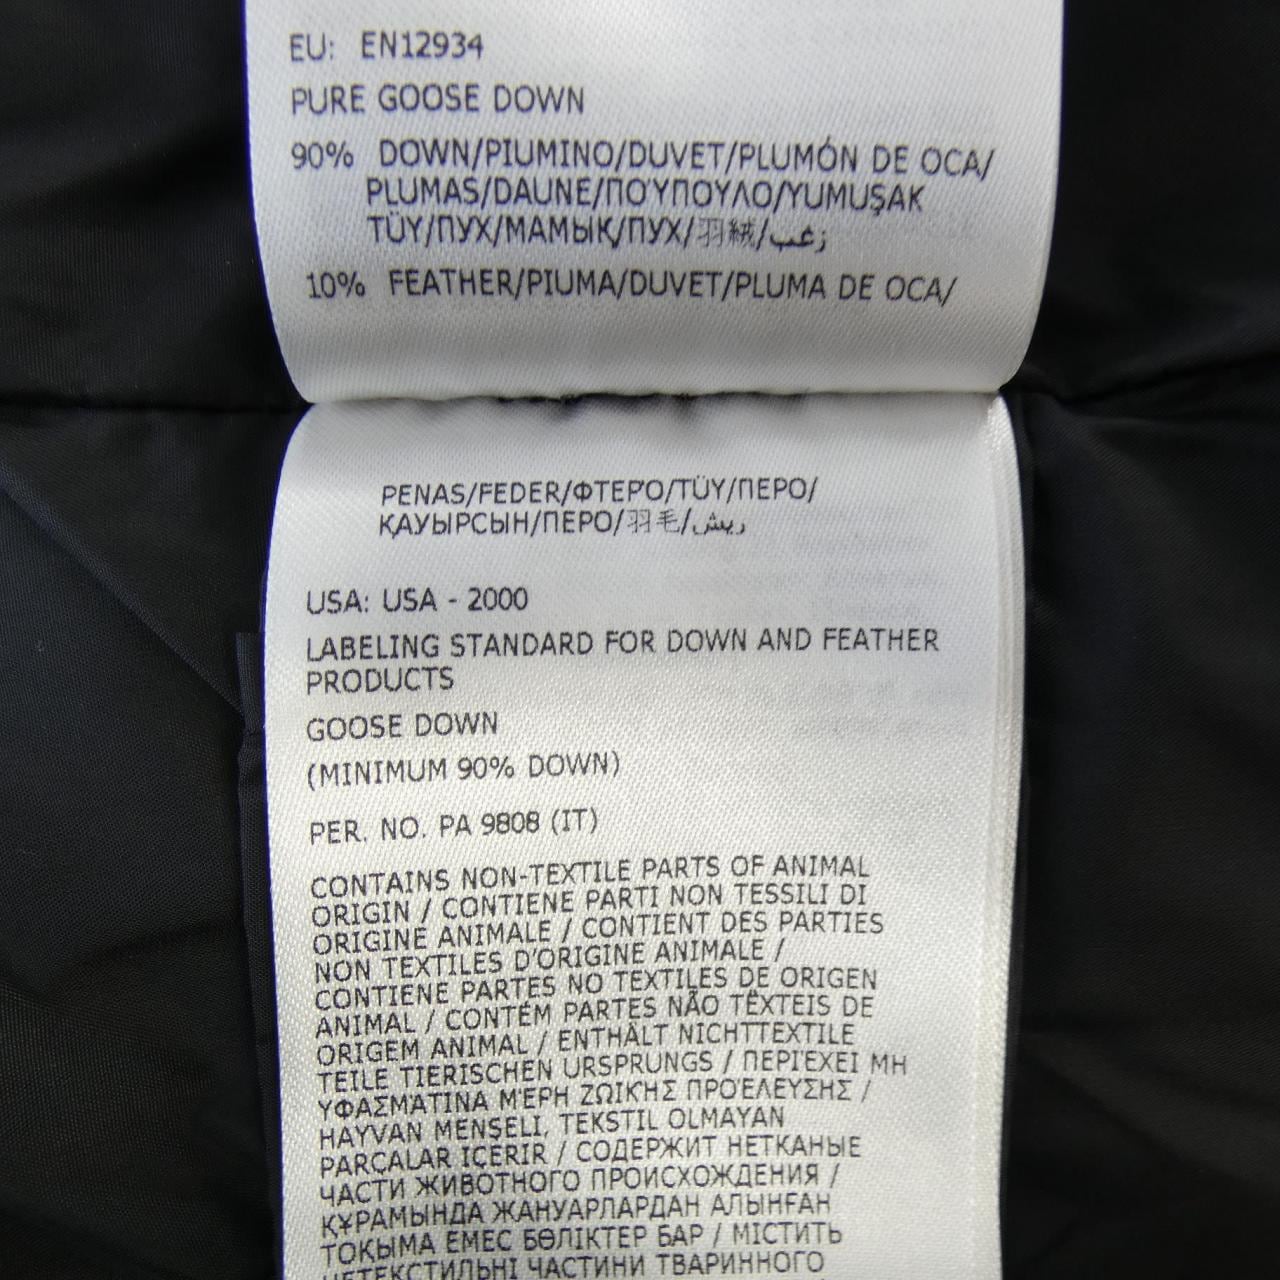 EU: EN12934
PURE GOOSE DOWN
90% DOWN/PIUMINO/DUVET/PLUMÓN DE OCA/
PLUMAS/DAUNE/ΠΟΎΠΟΥΛΟ/YUMUŞAK
TÜY/ПУХ/МАМЫҚ/ПУХ/羽絨/زغب
10% FEATHER/PIUMA/DUVET/PLUMA DE OCA/
PENAS/FEDER/ΦΤΕΡΌ/TÜY/ПЕРО/
ҚАУЫРСЫН/ПЕРО/羽毛/ريش
USA: USA - 2000
LABELING STANDARD FOR DOWN AND FEATHER
PRODUCTS
GOOSE DOWN
(MINIMUM 90% DOWN)
PER. NO. PA 9808 (IT)
CONTAINS NON-TEXTILE PARTS OF ANIMAL
ORIGIN / CONTIENE PARTI NON TESSILI DI
ORIGINE ANIMALE / CONTIENT DES PARTIES
NON TEXTILES D'ORIGINE ANIMALE /
CONTIENE PARTES NO TEXTILES DE ORIGEN
ANIMAL / CONTÉM PARTES NÃO TËXTEIS DE
ORIGEM ANIMAL / ENTHÄLT NICHTTEXTILE
TEILE TIERISCHEN URSPRUNGS / ΠΕΡΙΈΧΕΙ ΜΗ
ΥΦΑΣΜΆΤΙΝΑ ΜΈΡΗ ΖΩΙΚΉΣ ΠΡΟΈΛΕΥΣΗΣ /
HAYVAN MENŞELİ, TEKSTIL OLMAYAN
PARÇALAR IÇERIR / СОДЕРЖИТ НЕТКАНЫЕ
ЧАСТИ ЖИВОТНОГО ПРОИСХОЖДЕНИЯ /
ҚҰРАМЫНДА ЖАНУАРЛАРДАН АЛЫНҒАН
ТОҚЫМА ЕМЕС БӨЛІКТЕР БАР / МІСТИТЬ
НЕТЕКСТИЛЬНІ ЧАСТИНИ ТВАРИННОГО